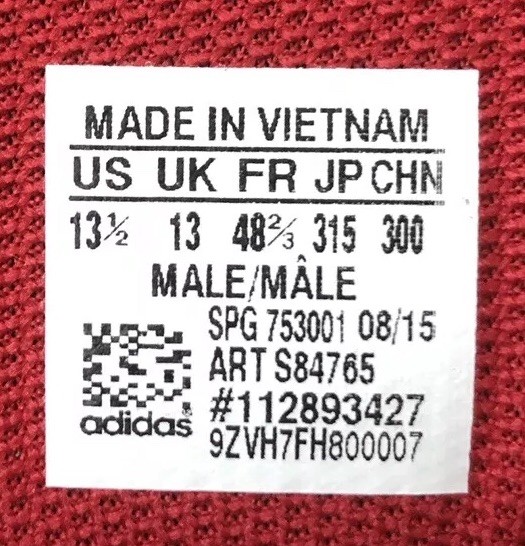 MADE IN VIETNAM
US UK FR JP CHN
13½ 13 48⅔ 315 300
MALE/MÂLE
SPG 753001 08/15
ART S84765
#112893427
9ZVH7FH800007
adidas®